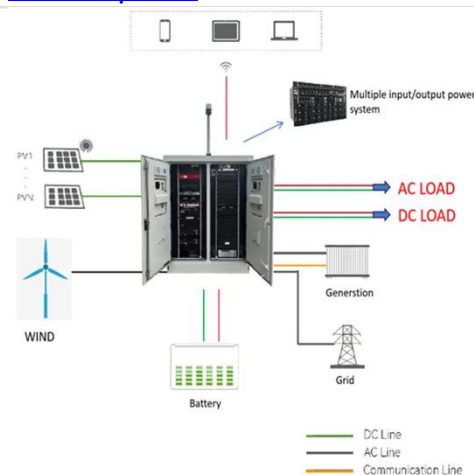 Multiple input/output power
system
PV1
PVN
AC LOAD
DC LOAD
WIND
Generstion
Grid
Battery
DC Line
AC Line
Communication Line